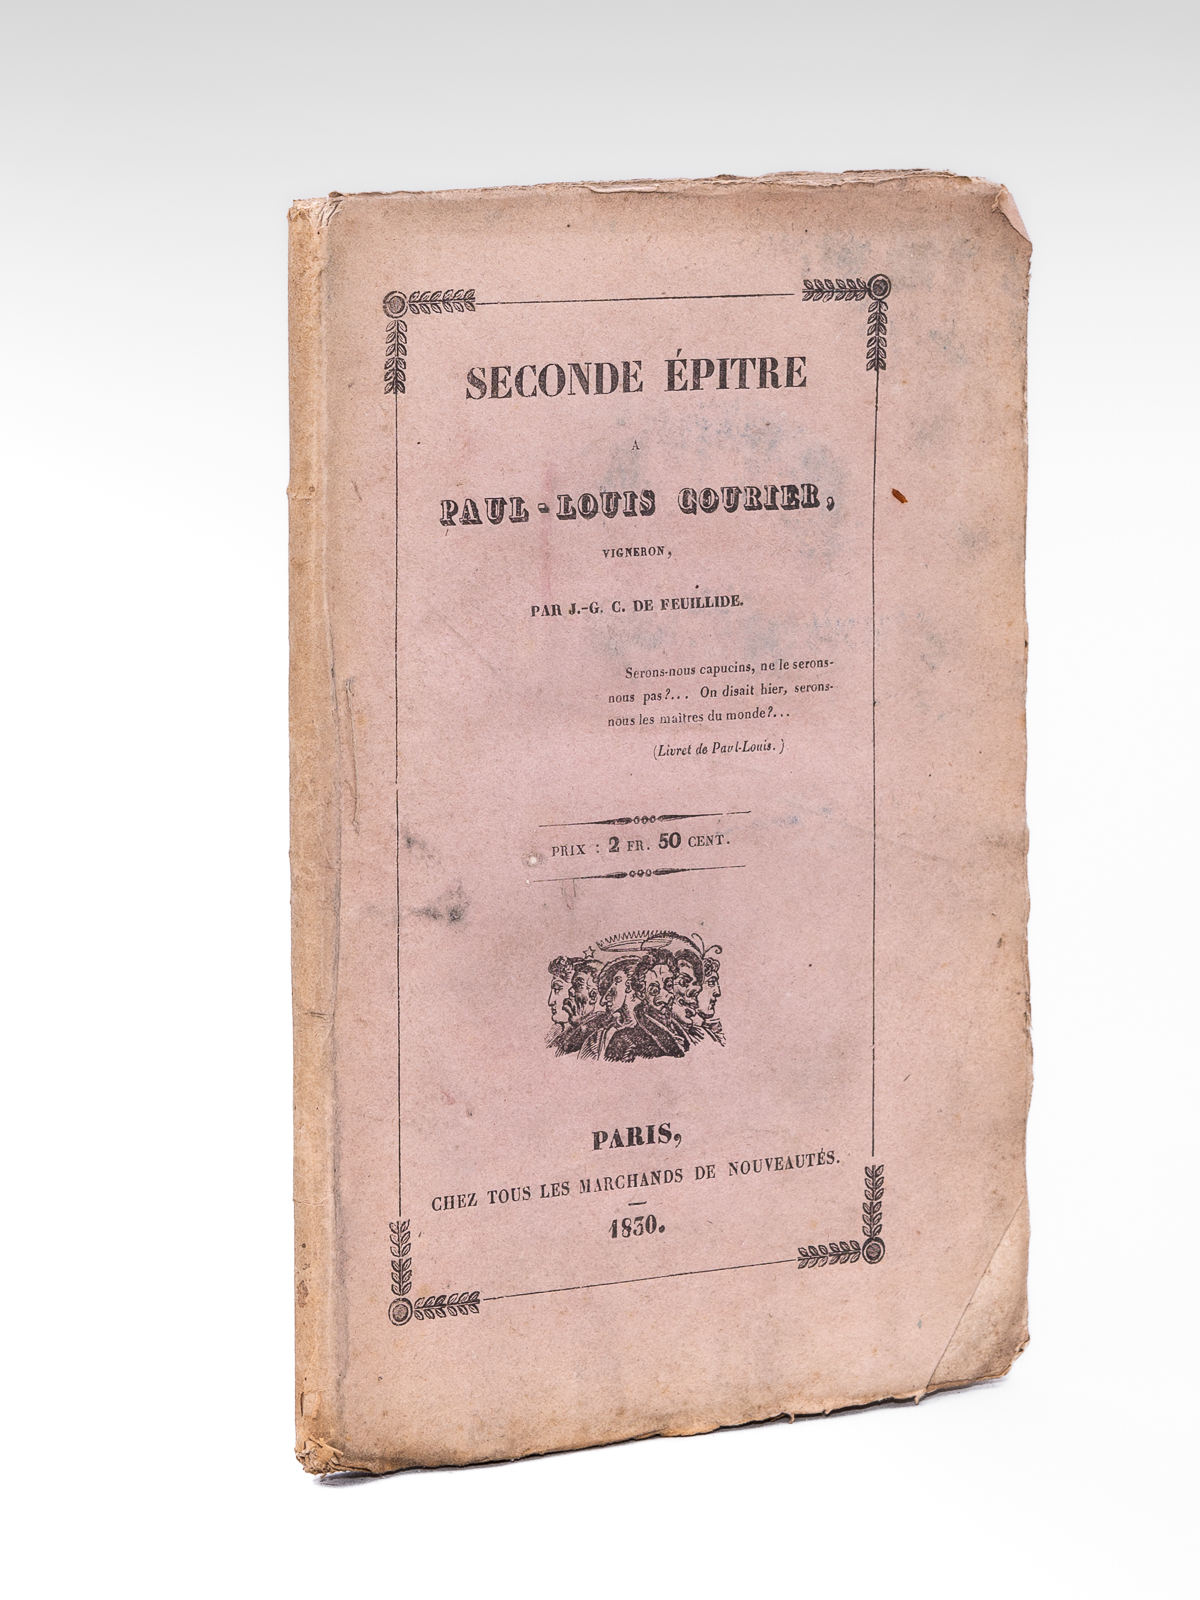 SECONDE ÉPITRE
A
PAUL-LOUIS COURIER,
VIGNERON,
PAR J.-G. C. DE FEUILLIDE.
Serons-nous capucins, ne le serons-
nous pas?... On disait hier, serons-
nous les maîtres du monde?...
(Livret de Paul-Louis.)
PRIX : 2 FR. 50 CENT.
PARIS,
CHEZ TOUS LES MARCHANDS DE NOUVEAUTÉS.
1830.